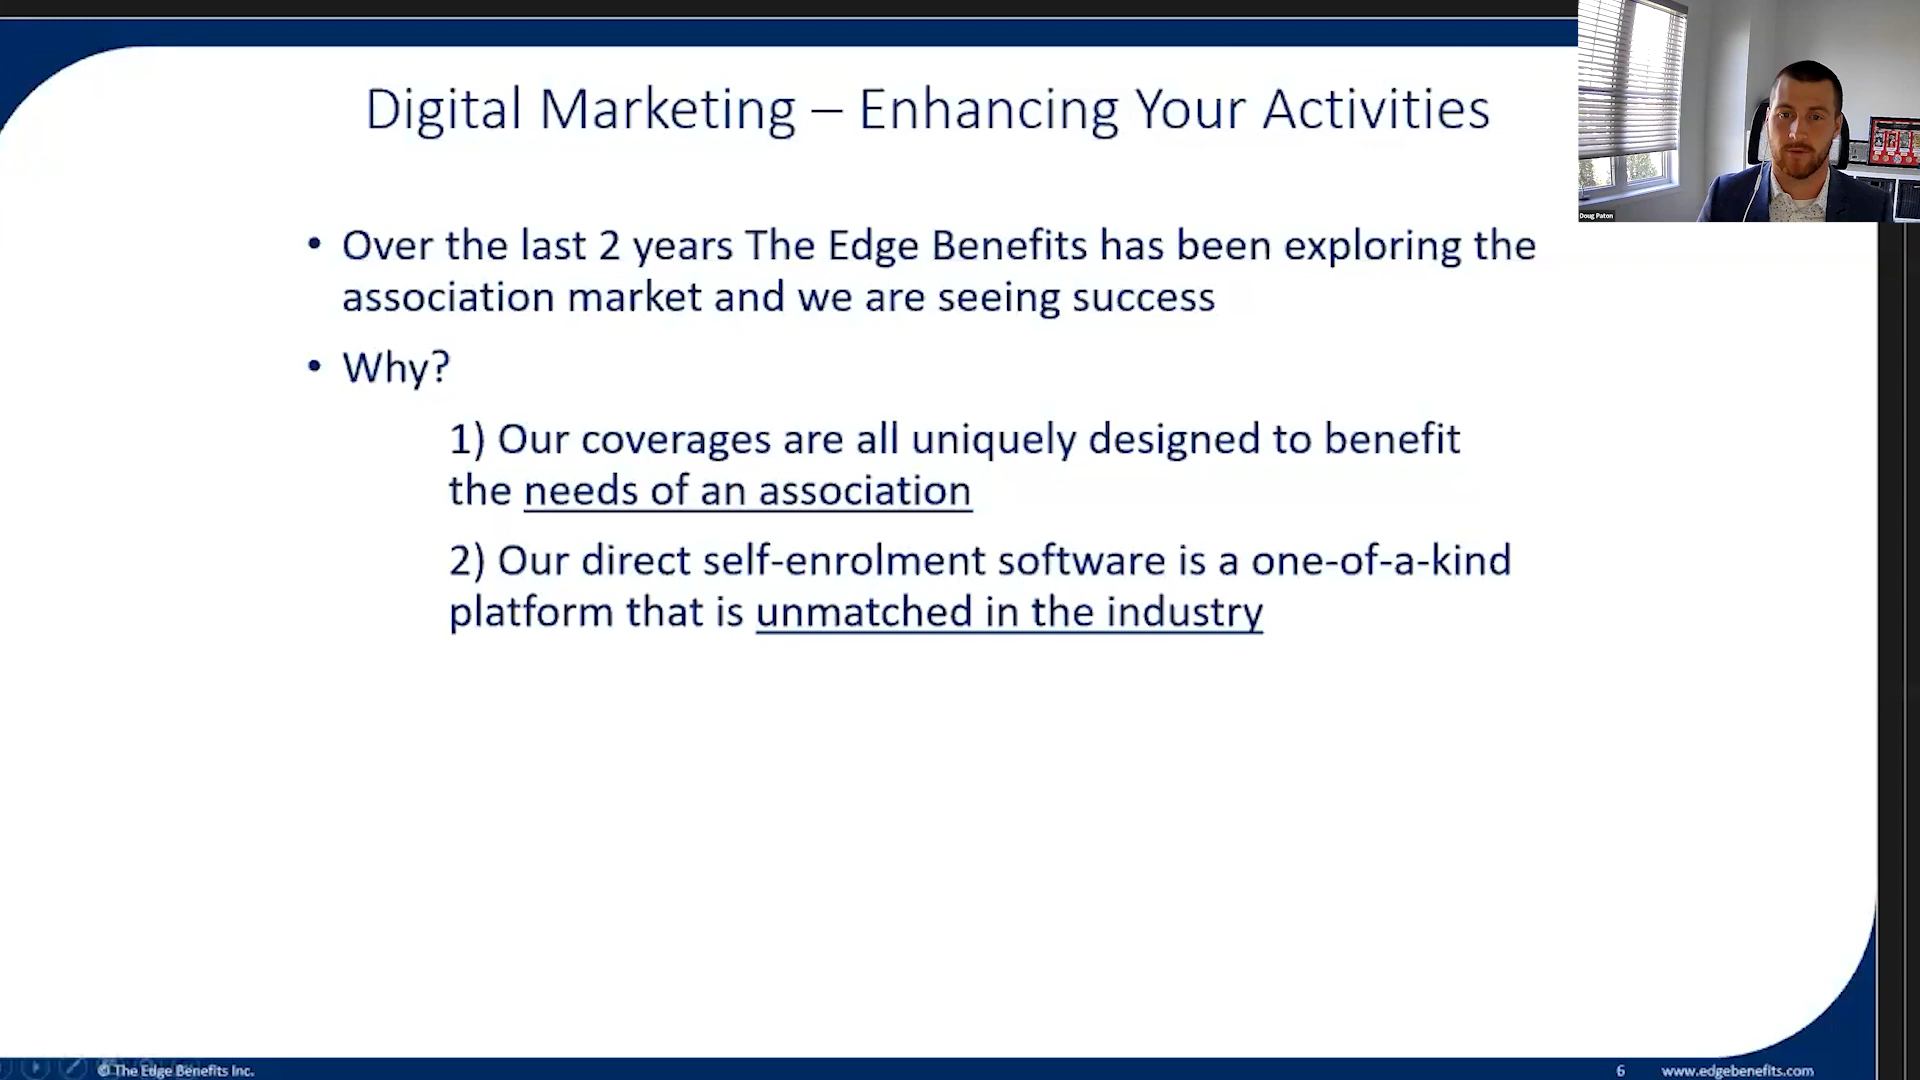 Digital Marketing – Enhancing Your Activities
Doug Paton
• Over the last 2 years The Edge Benefits has been exploring the
association market and we are seeing success
• Why?
1) Our coverages are all uniquely designed to benefit
the needs of an association
2) Our direct self-enrolment software is a one-of-a-kind
platform that is unmatched in the industry
© The Edge Benefits Inc.
6
www.edgebenefits.com